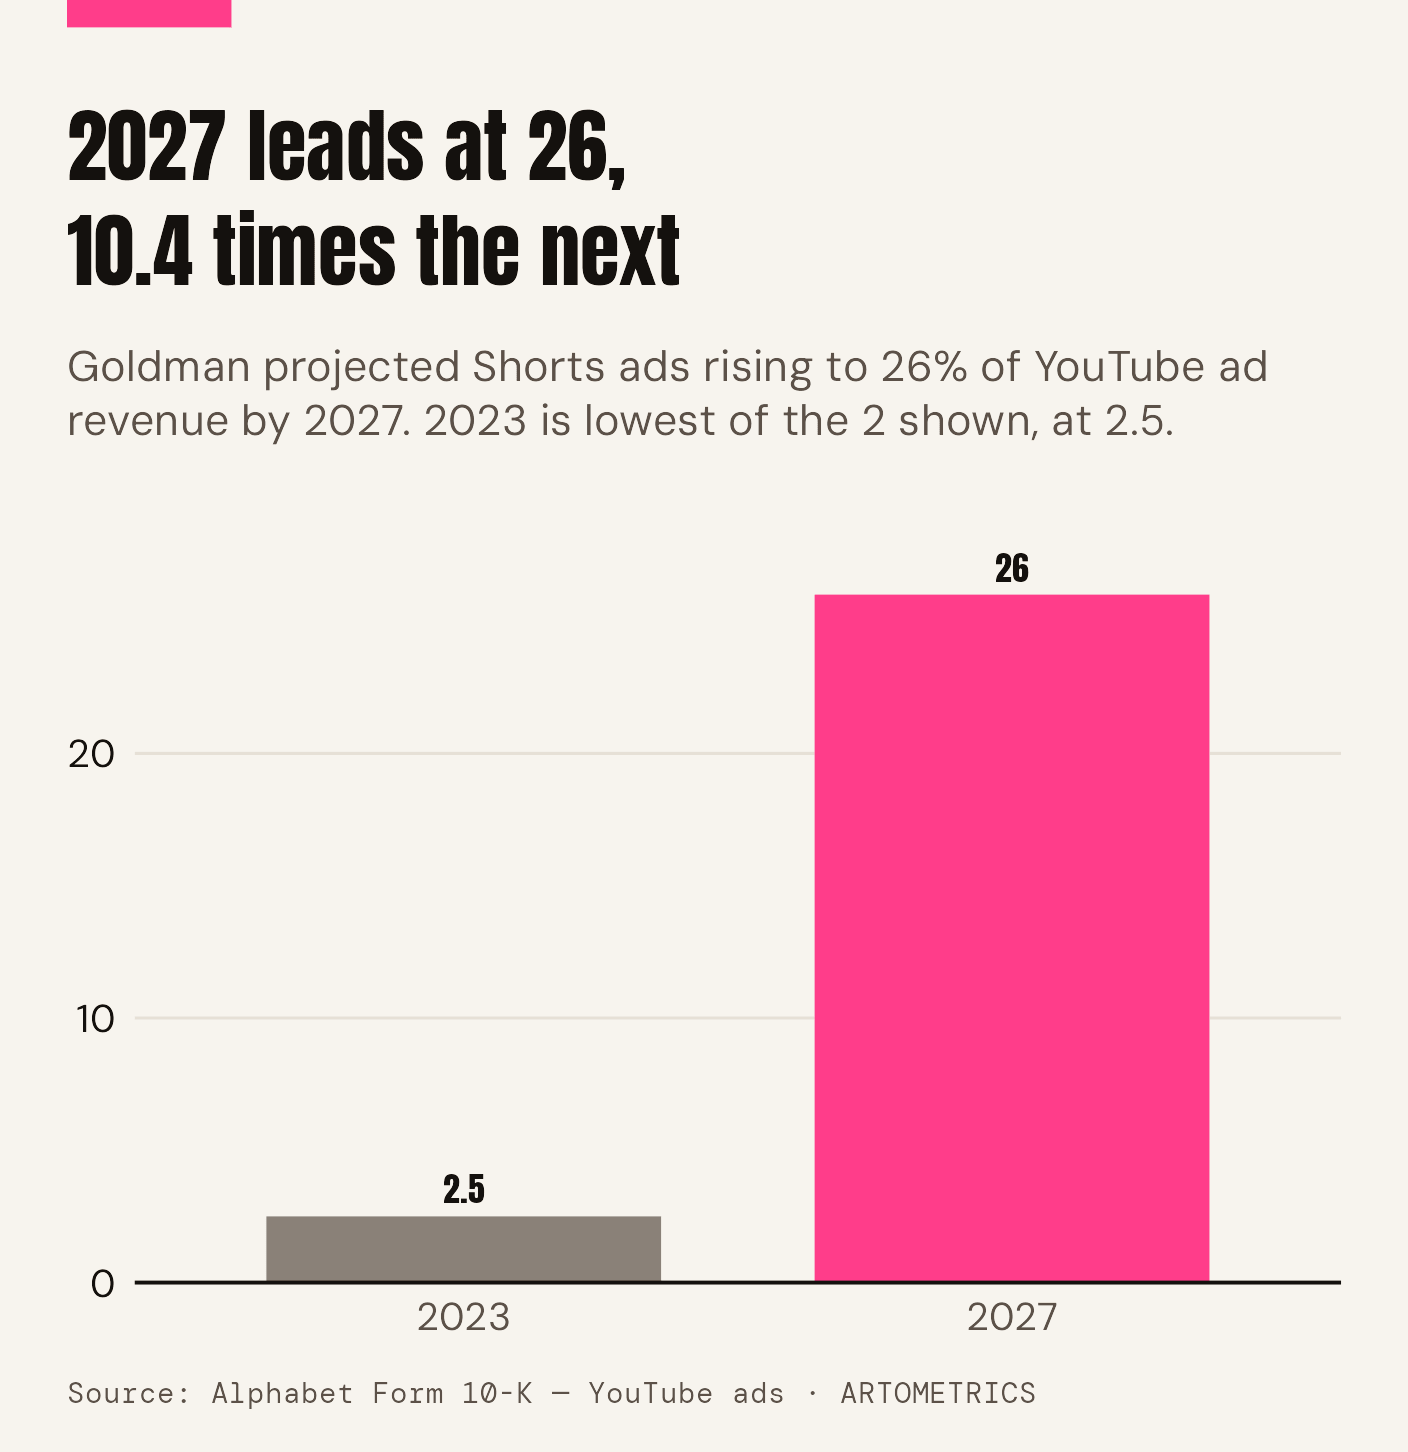 2027 leads at 26,
10.4 times the next
Goldman projected Shorts ads rising to 26% of YouTube ad
revenue by 2027. 2023 is lowest of the 2 shown, at 2.5.
26
20
10
2.5
0
2023 2027
Source: Alphabet Form 10-K — YouTube ads · ARTOMETRICS